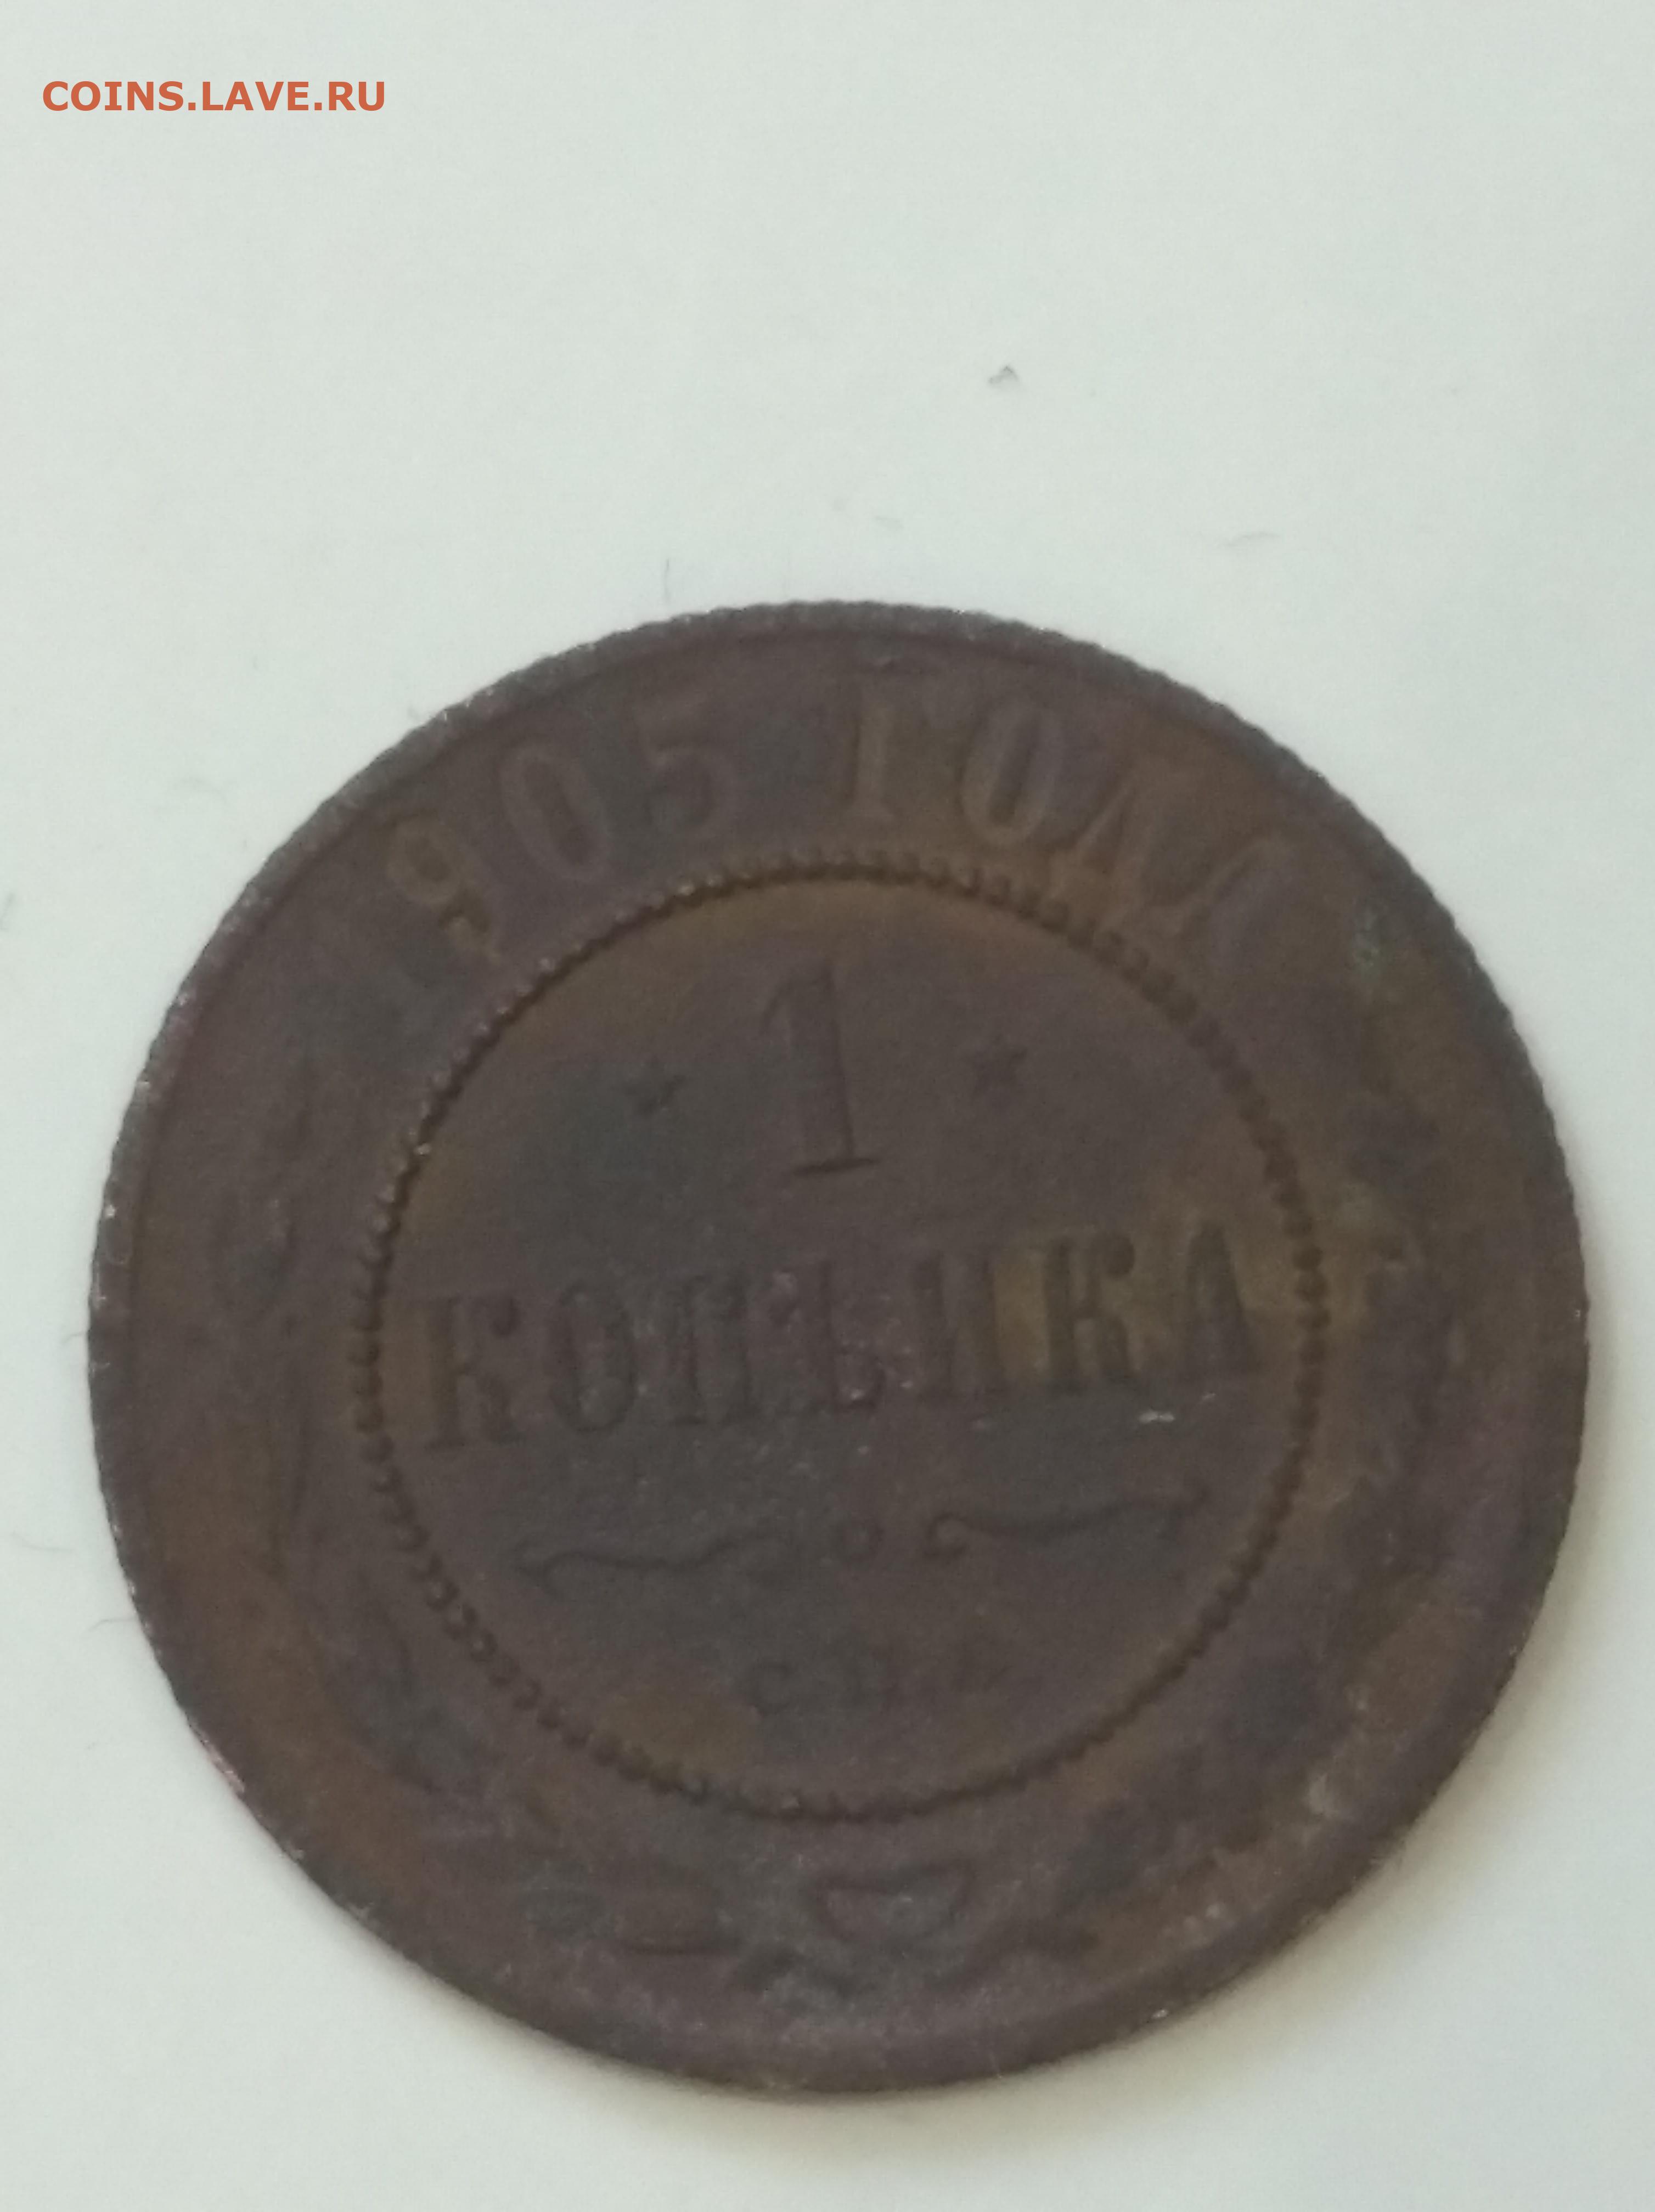 COINS.LAVE.RU
905 ГОДА
1
КОПѢЙКА